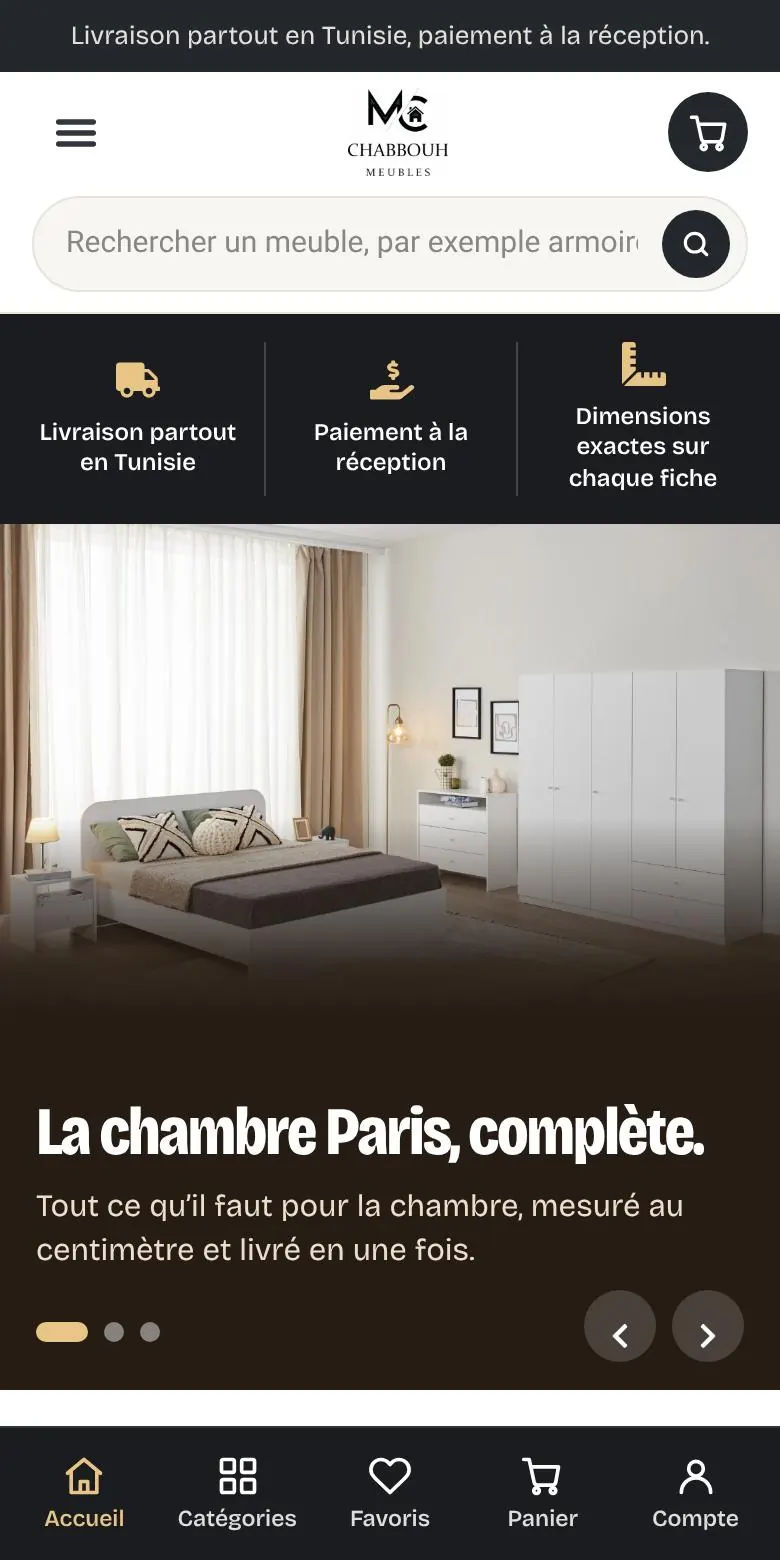 Livraison partout en Tunisie, paiement à la réception.
MC
CHABBOUH
MEUBLES
Rechercher un meuble, par exemple armoire
Livraison partout
en Tunisie
Paiement à la
réception
Dimensions
exactes sur
chaque fiche
La chambre Paris, complète.
Tout ce qu’il faut pour la chambre, mesuré au
centimètre et livré en une fois.
Accueil
Catégories
Favoris
Panier
Compte